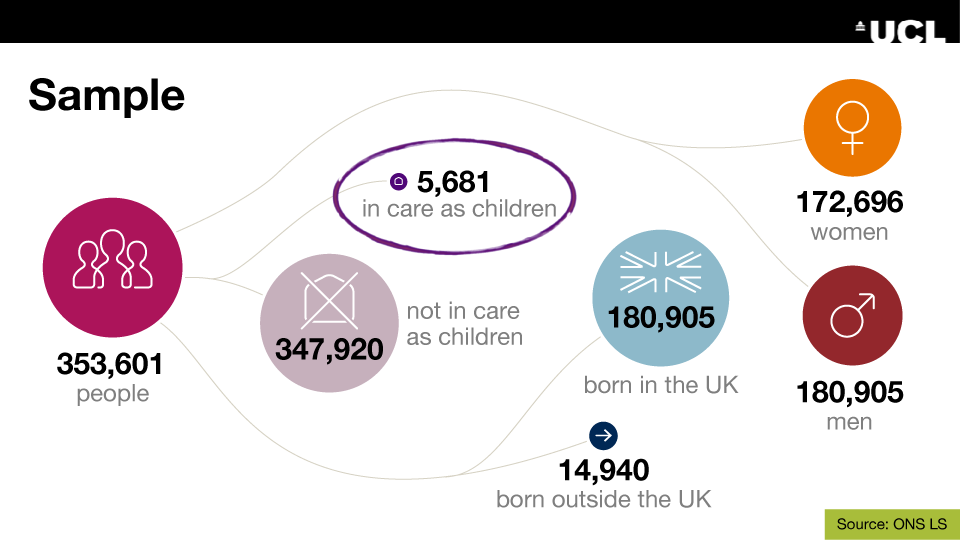 UCL
Sample
5,681
in care as children
172,696
women
353,601
people
347,920
not in care
as children
180,905
born in the UK
180,905
men
14,940
born outside the UK
Source: ONS LS